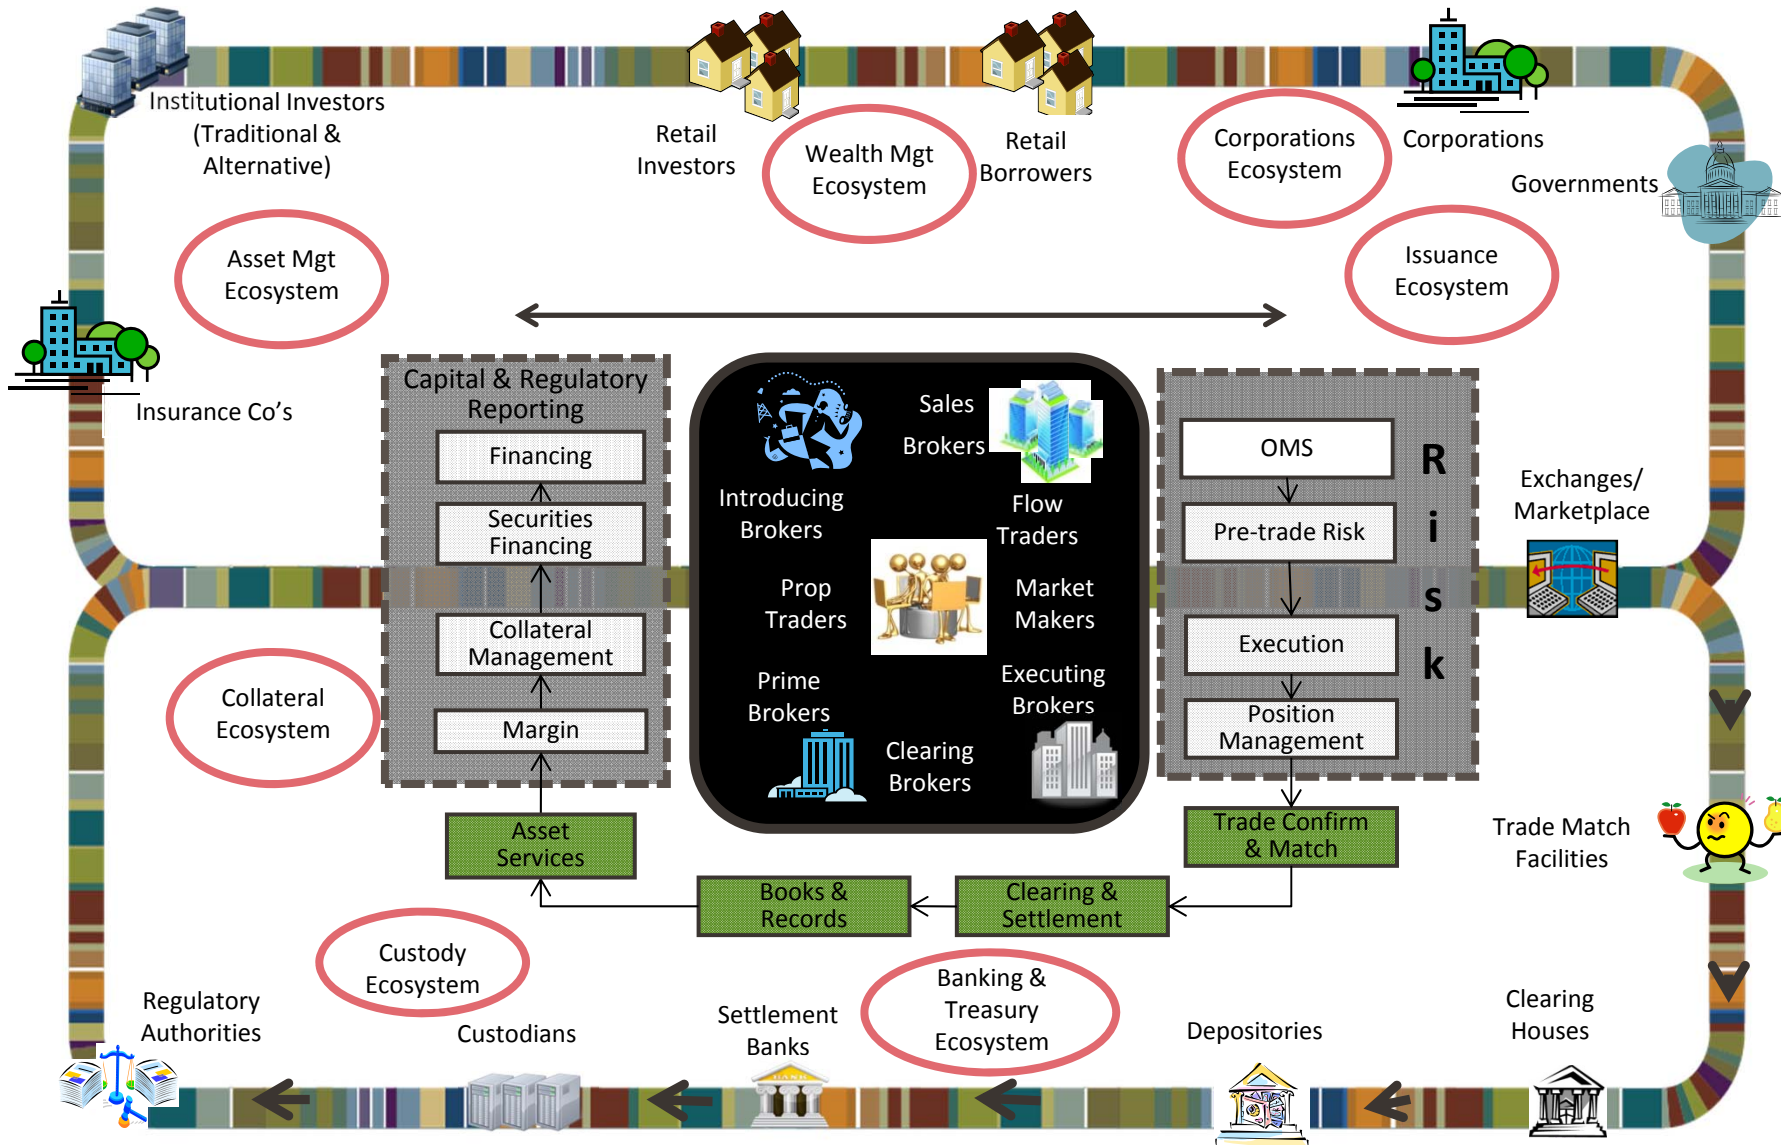 Institutional Investors
(Traditional &
Alternative)
Retail
Investors
Wealth Mgt
Ecosystem
Retail
Borrowers
Corporations
Ecosystem
Corporations
Governments
Asset Mgt
Ecosystem
Issuance
Ecosystem
Insurance Co's
Capital & Regulatory
Reporting
Financing
Securities
Financing
Collateral
Management
Margin
Sales
Brokers
Introducing
Brokers
Flow
Traders
Prop
Traders
Market
Makers
Prime
Brokers
Executing
Brokers
Clearing
Brokers
OMS
Pre-trade Risk
Execution
Position
Management
R
i
s
k
Exchanges/
Marketplace
Collateral
Ecosystem
Asset
Services
Books &
Records
Clearing &
Settlement
Trade Confirm
& Match
Trade Match
Facilities
Custody
Ecosystem
Banking &
Treasury
Ecosystem
Regulatory
Authorities
Custodians
Settlement
Banks
BANK
Depositories
Clearing
Houses